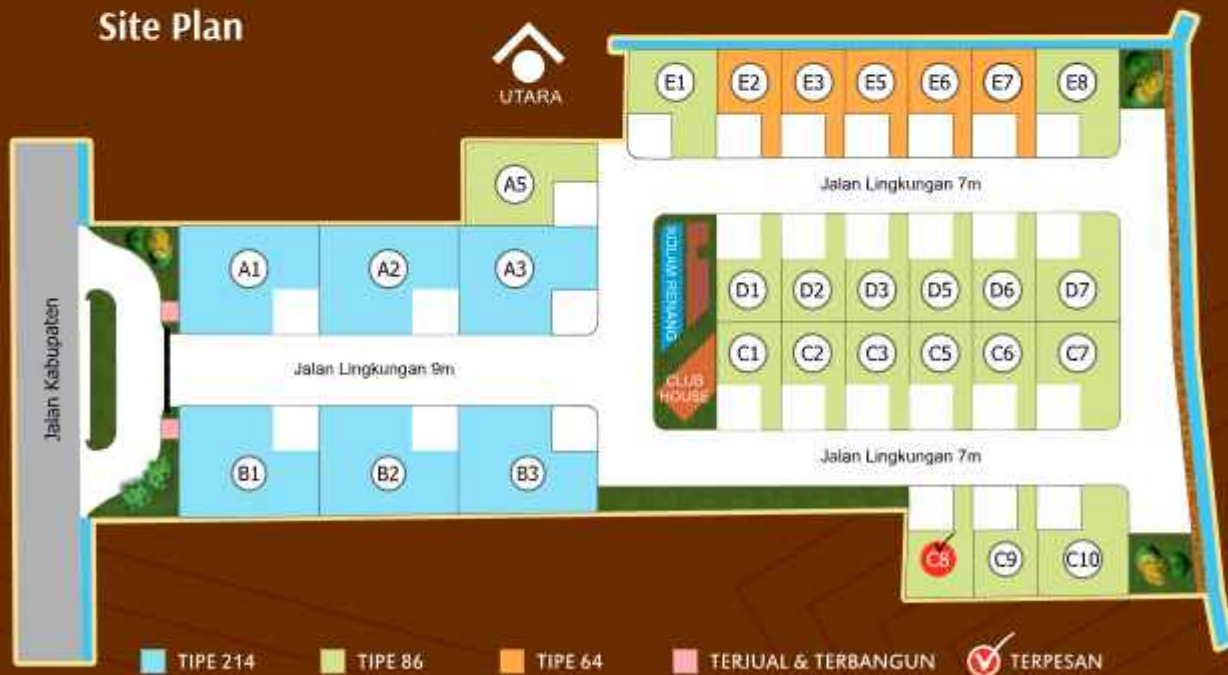 Site Plan
UTARA
E1 E2 E3 E5 E6 E7 E8
Jalan Lingkungan 7m
A5
A1 A2 A3
KOLAM RENANG
D1 D2 D3 D5 D6 D7
Jalan Kabupaten
Jalan Lingkungan 9m
C1 C2 C3 C5 C6 C7
CLUB
HOUSE
Jalan Lingkungan 7m
B1 B2 B3
C8 C9 C10
TIPE 214 TIPE 86 TIPE 64 TERJUAL & TERBANGUN TERPESAN